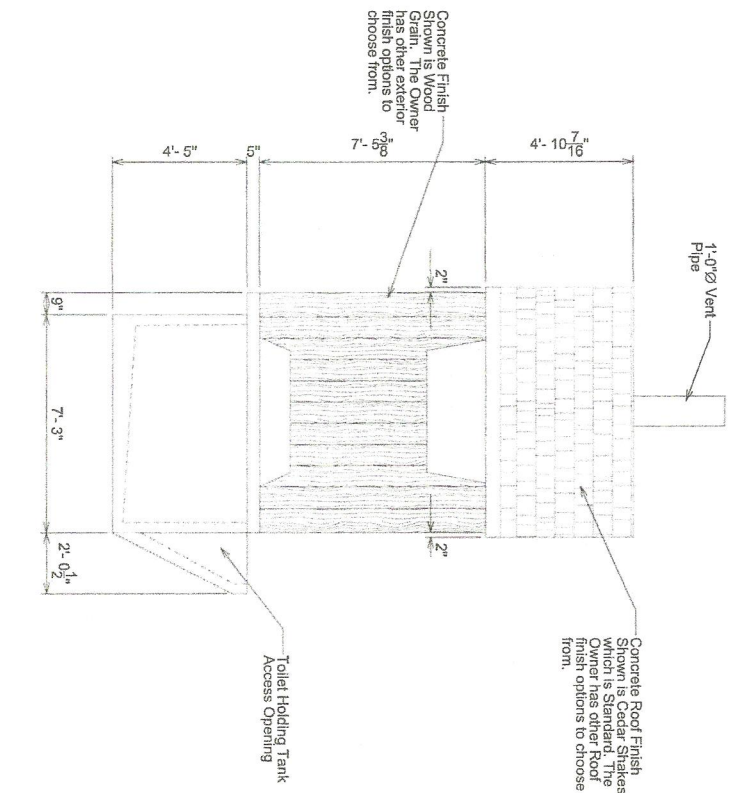 Concrete Finish
Shown is Wood
Grain. The Owner
has other exterior
finish options to
choose from.
1'-0"Ø Vent
Pipe
4'- 5"
5"
7'- 5 3/8"
4'- 10 7/16"
2"
2"
9"
7'- 3"
2'- 0 1/2"
Toilet Holding Tank
Access Opening
Concrete Roof Finish
Shown is Cedar Shakes
which is Standard. The
Owner has other Roof
finish options to choose
from.